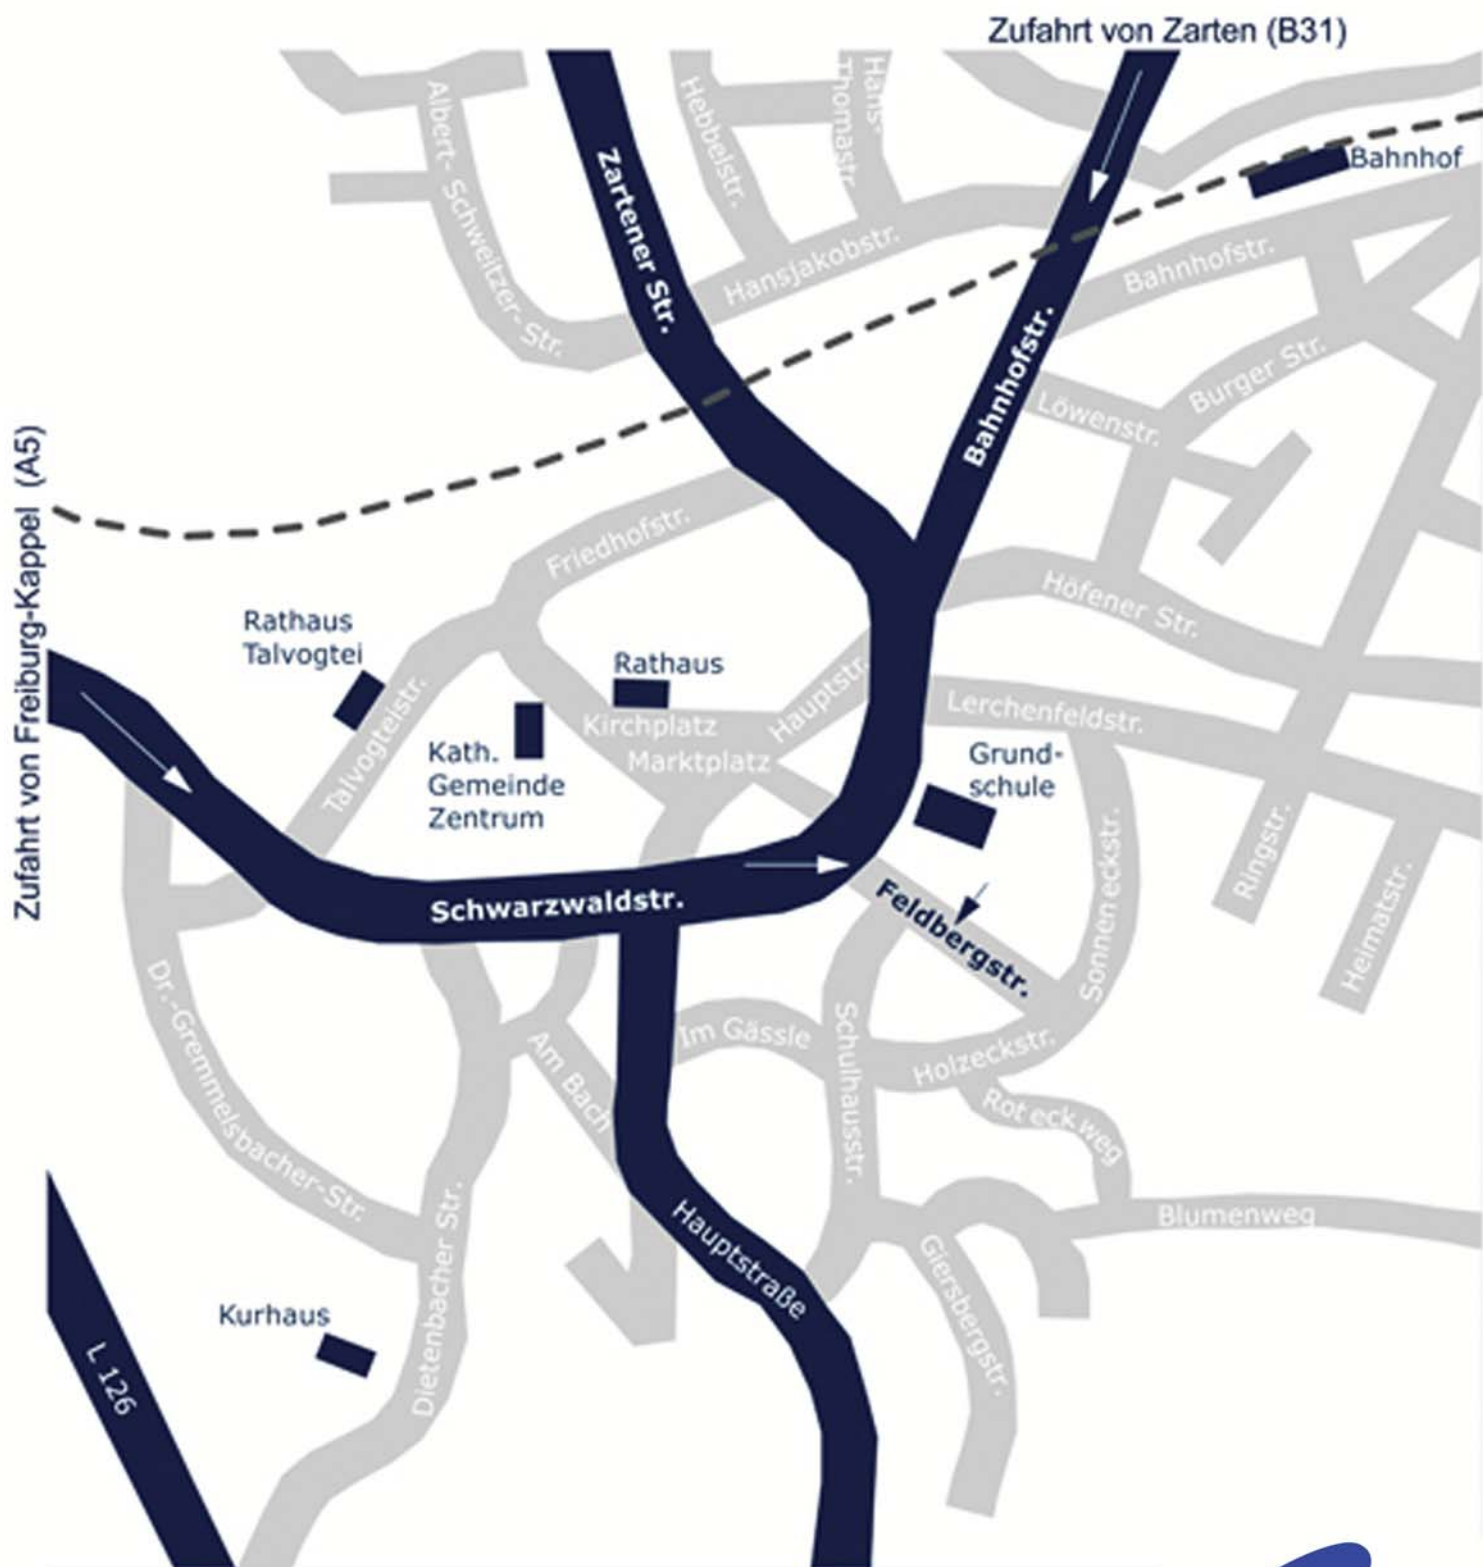 Zufahrt von Zarten (B31)
Albert-Schweitzer-Str.
Zartener Str.
Hebbelstr.
Hans-
Thomastr.
Bahnhof
Hansjakobstr.
Bahnhofstr.
Bahnhofstr.
Burger Str.
Löwenstr.
Zufahrt von Freiburg-Kappel (A5)
Friedhofstr.
Höfener Str.
Rathaus
Talvogtei
Rathaus
Talvogteistr.
Kirchplatz
Hauptstr.
Marktplatz
Lerchenfeldstr.
Kath.
Gemeinde
Zentrum
Grund-
schule
Schwarzwaldstr.
Feldbergstr.
Sonneneckstr.
Ringstr.
Heimatstr.
Dr.-Gremmelsbacher-Str.
Am Bach
Im Gässle
Schulhausstr.
Holzeckstr.
Roteckweg
Blumenweg
Hauptstraße
Giersbergstr.
Dietenbacher Str.
Kurhaus
L 126